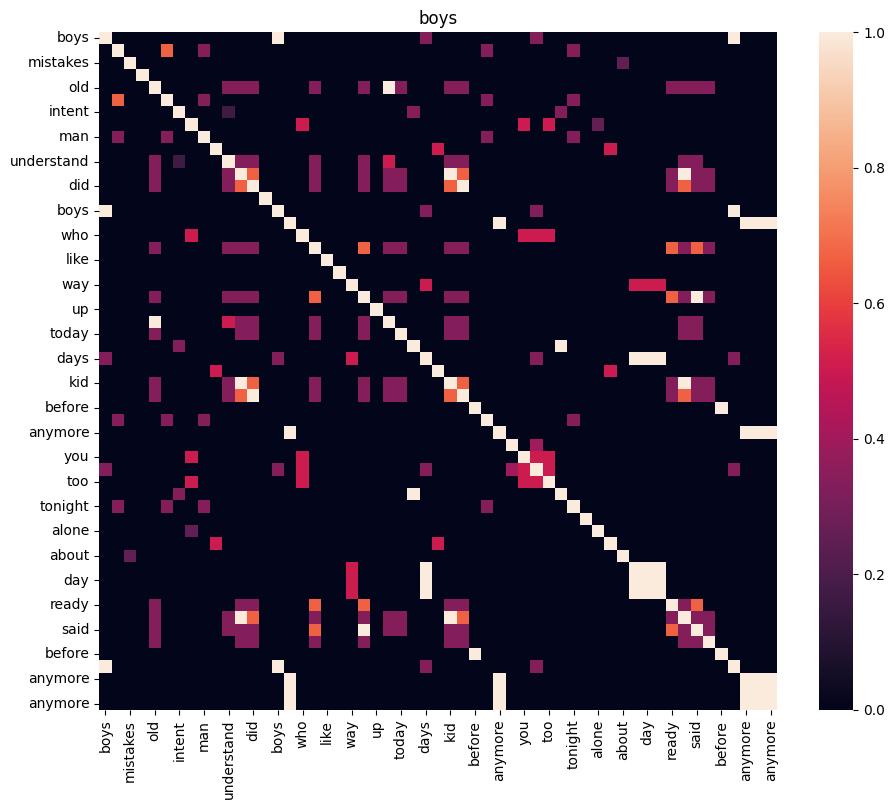 boys
boys
mistakes
old
intent
man
understand
did
boys
who
like
way
up
today
days
kid
before
anymore
you
too
tonight
alone
about
day
ready
said
before
anymore
anymore
1.0
0.8
0.6
0.4
0.2
0.0
boys
mistakes
old
intent
man
understand
did
boys
who
like
way
up
today
days
kid
before
anymore
you
too
tonight
alone
about
day
ready
said
before
anymore
anymore